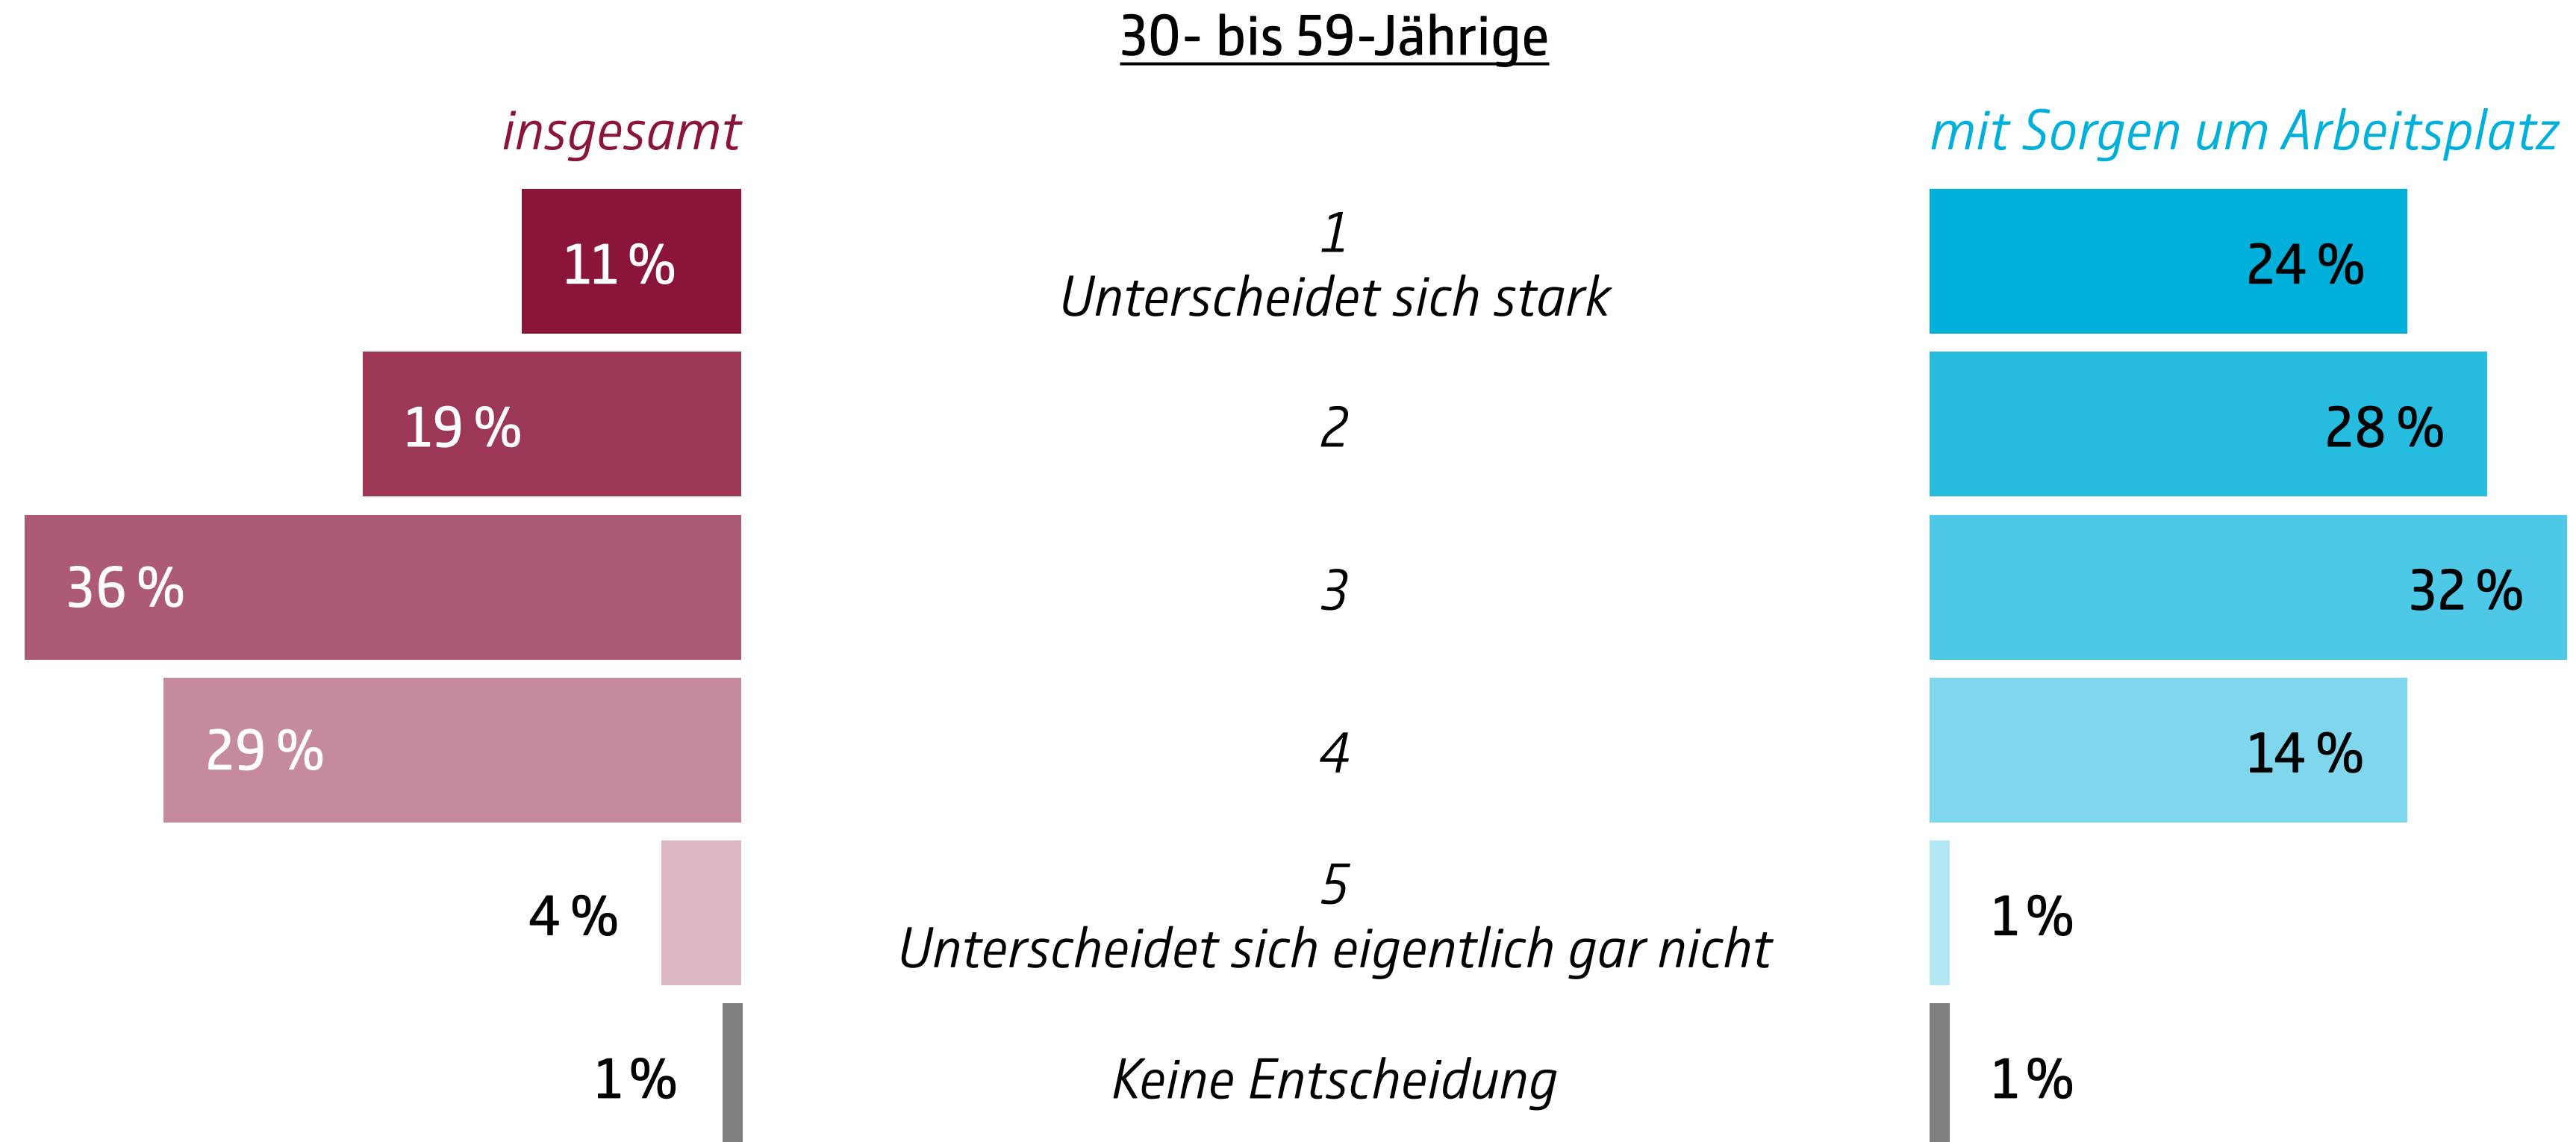 30- bis 59-Jährige
insgesamt
mit Sorgen um Arbeitsplatz
11 %
1
Unterscheidet sich stark
24 %
19 %
2
28 %
36 %
3
32 %
29 %
4
14 %
4 %
5
Unterscheidet sich eigentlich gar nicht
1 %
1 %
Keine Entscheidung
1 %